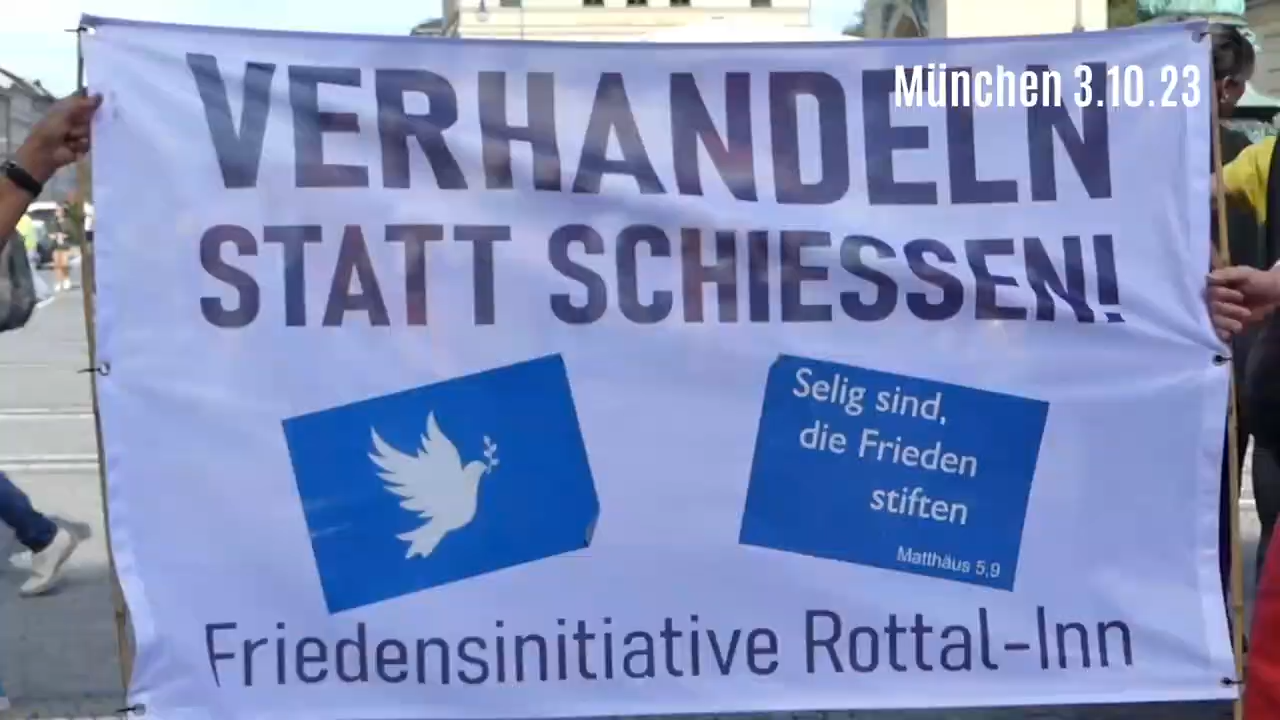 München 3.10.23
VERHANDELN
STATT SCHIESSEN!
Selig sind,
die Frieden
stiften
Matthäus 5,9
Friedensinitiative Rottal-Inn